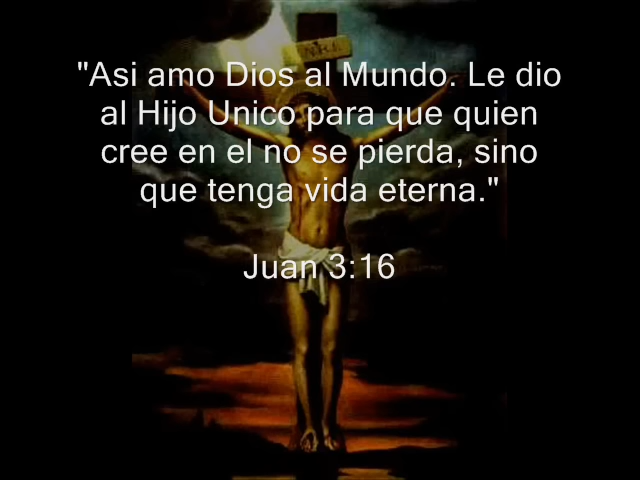 I.N.R.I.
"Asi amo Dios al Mundo. Le dio
al Hijo Unico para que quien
cree en el no se pierda, sino
que tenga vida eterna."
Juan 3:16